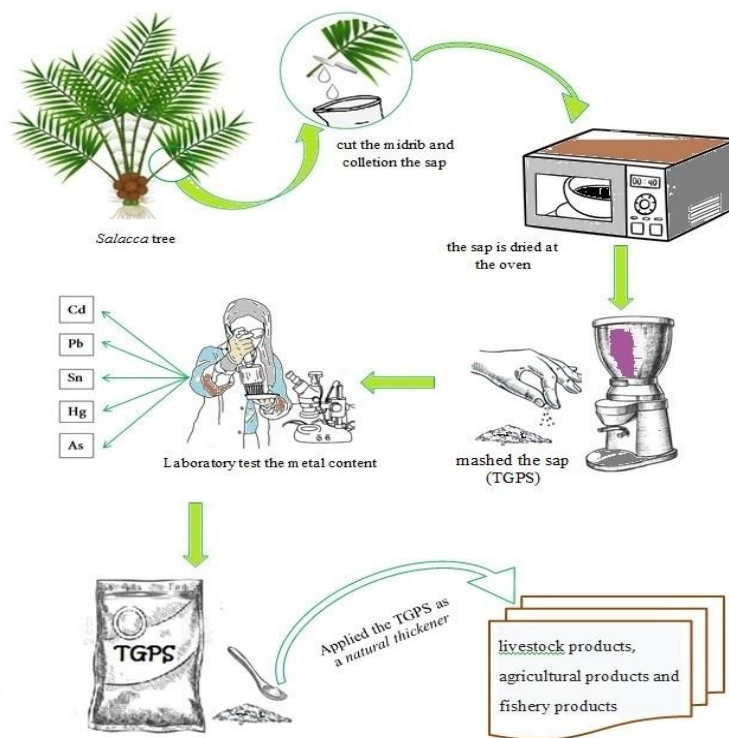 cut the midrib and
colletion the sap
00:40
Salacca tree
the sap is dried at
the oven
Cd
Pb
Sn
Hg
As
Laboratory test the metal content
mashed the sap
(TGPS)
TGPS
Applied the TGPS as
a natural thickener
livestock products,
agricultural products and
fishery products